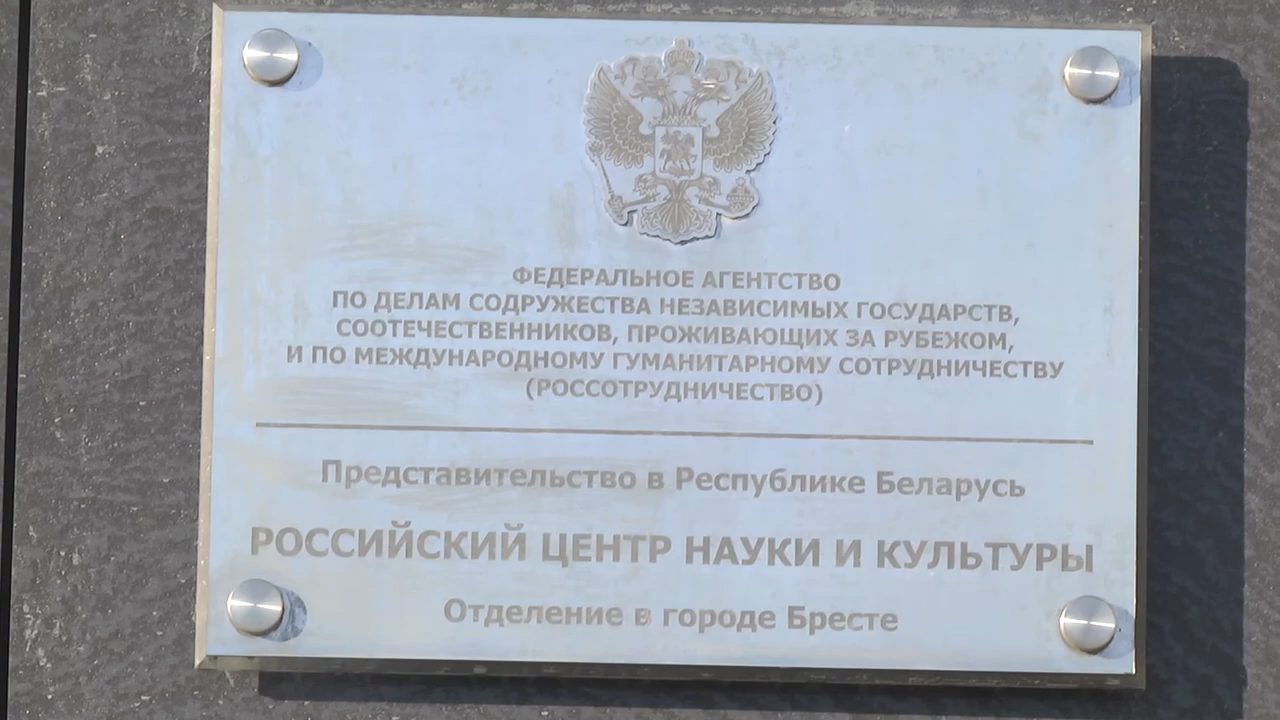 ФЕДЕРАЛЬНОЕ АГЕНТСТВО
ПО ДЕЛАМ СОДРУЖЕСТВА НЕЗАВИСИМЫХ ГОСУДАРСТВ,
СООТЕЧЕСТВЕННИКОВ, ПРОЖИВАЮЩИХ ЗА РУБЕЖОМ,
И ПО МЕЖДУНАРОДНОМУ ГУМАНИТАРНОМУ СОТРУДНИЧЕСТВУ
(РОССОТРУДНИЧЕСТВО)
Представительство в Республике Беларусь
РОССИЙСКИЙ ЦЕНТР НАУКИ И КУЛЬТУРЫ
Отделение в городе Бресте